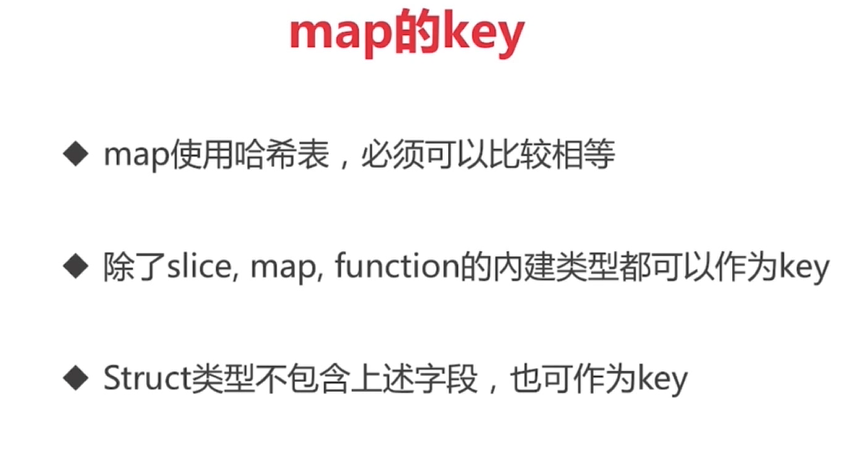 map的key
◆ map使用哈希表，必须可以比较相等
◆ 除了slice, map, function的内建类型都可以作为key
◆ Struct类型不包含上述字段，也可作为key